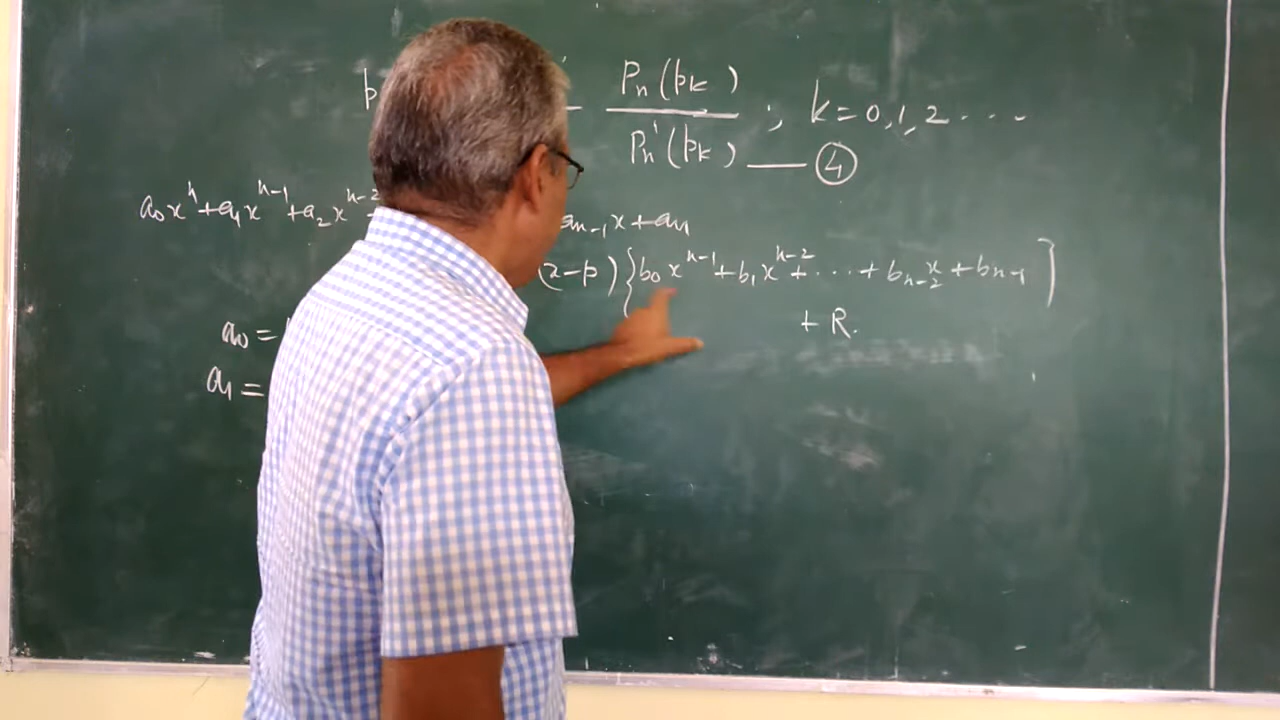 p – Pₙ(pₖ) / Pₙ'(pₖ) ; k = 0, 1, 2 . . . — ④
a₀xⁿ + a₁xⁿ⁻¹ + a₂xⁿ⁻² aₙ₋₁x + aₙ
(x – p) { b₀xⁿ⁻¹ + b₁xⁿ⁻² + . . . + bₙ₋₂x + bₙ₋₁ }
+ R.
a₀ =
a₁ =